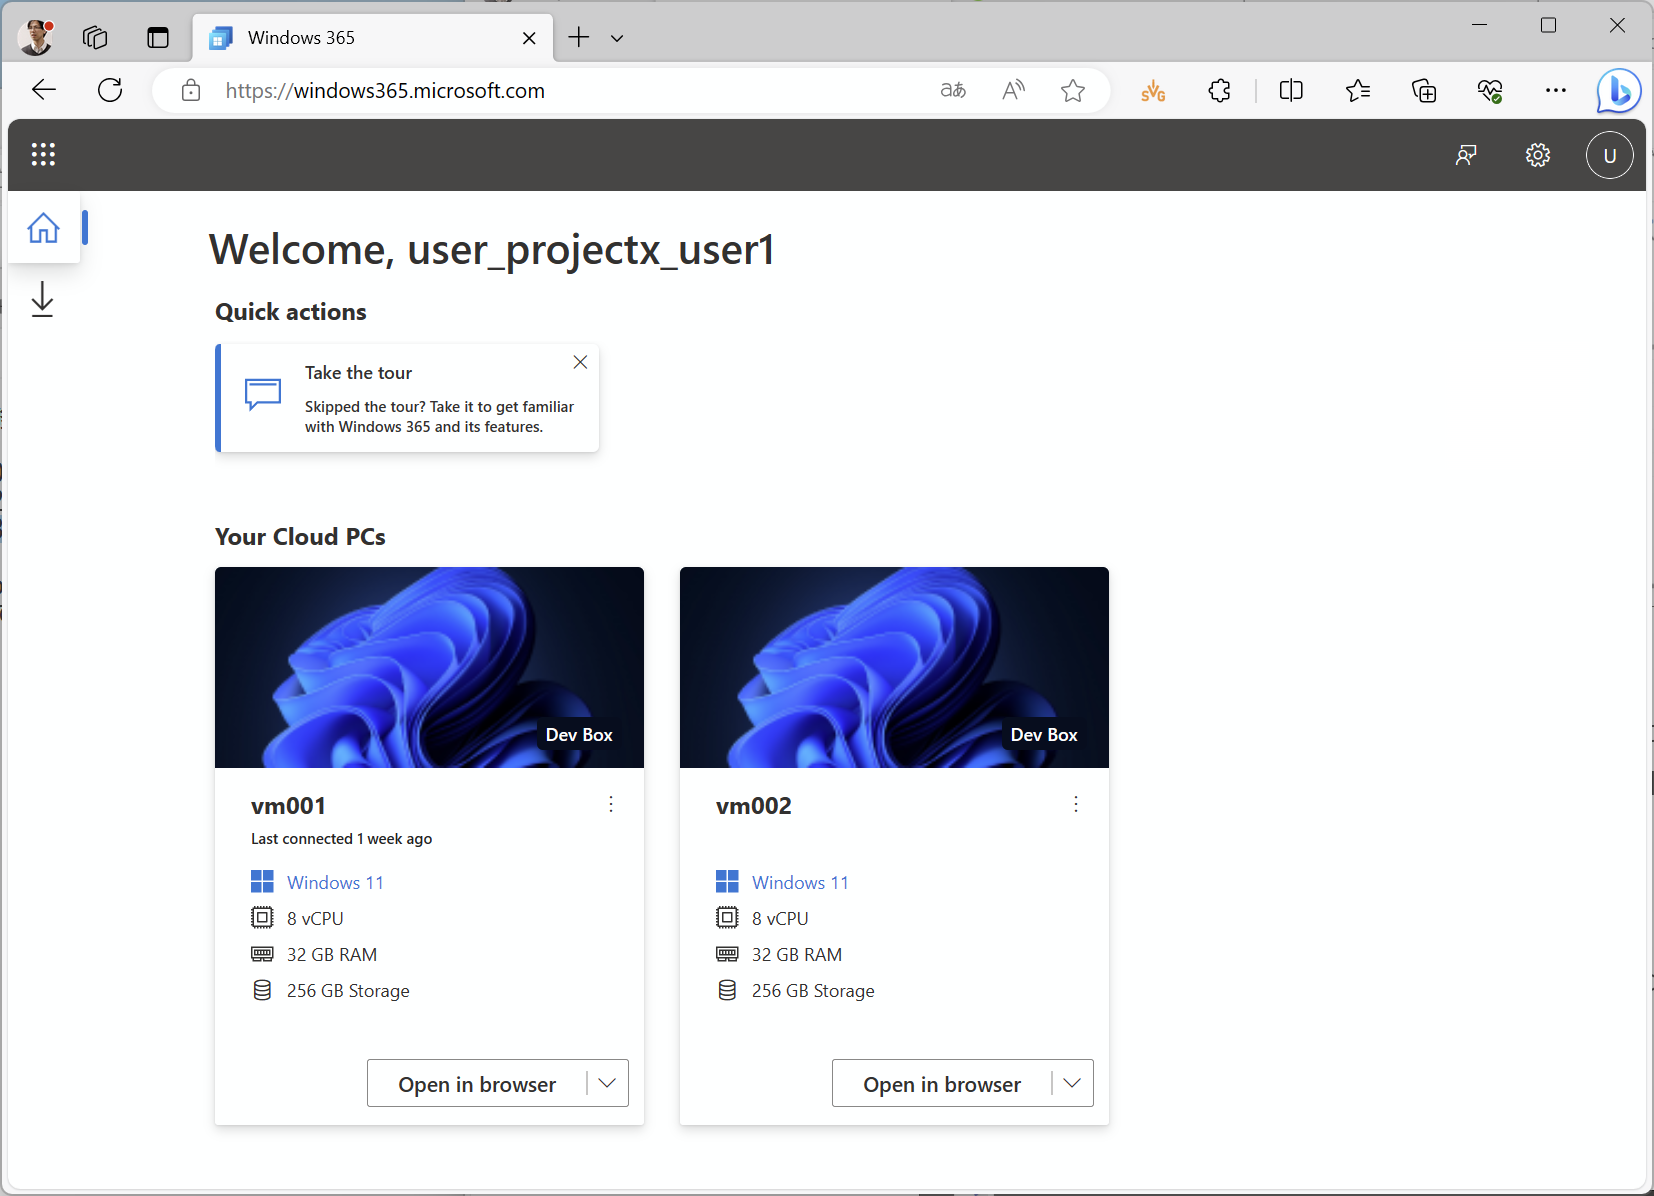 Windows 365
https://windows365.microsoft.com
aあ
A
SVG
U
Welcome, user_projectx_user1
Quick actions
Take the tour
Skipped the tour? Take it to get familiar
with Windows 365 and its features.
Your Cloud PCs
Dev Box
vm001
Last connected 1 week ago
Windows 11
8 vCPU
32 GB RAM
256 GB Storage
Open in browser
Dev Box
vm002
Windows 11
8 vCPU
32 GB RAM
256 GB Storage
Open in browser